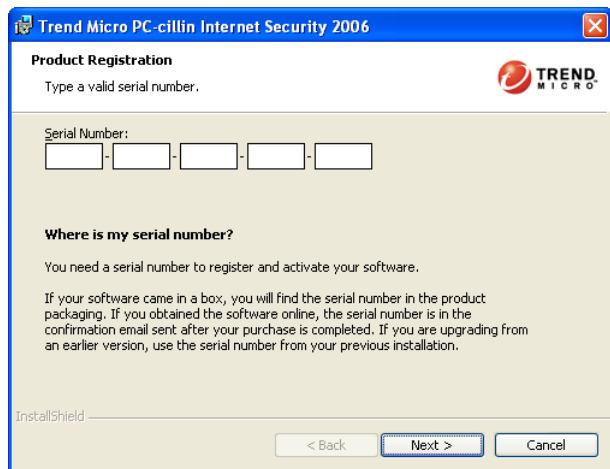 Trend Micro PC-cillin Internet Security 2006
Product Registration
Type a valid serial number.
TREND
MICRO
Serial Number:
- - - -
Where is my serial number?
You need a serial number to register and activate your software.
If your software came in a box, you will find the serial number in the product
packaging. If you obtained the software online, the serial number is in the
confirmation email sent after your purchase is completed. If you are upgrading from
an earlier version, use the serial number from your previous installation.
InstallShield
< Back Next > Cancel